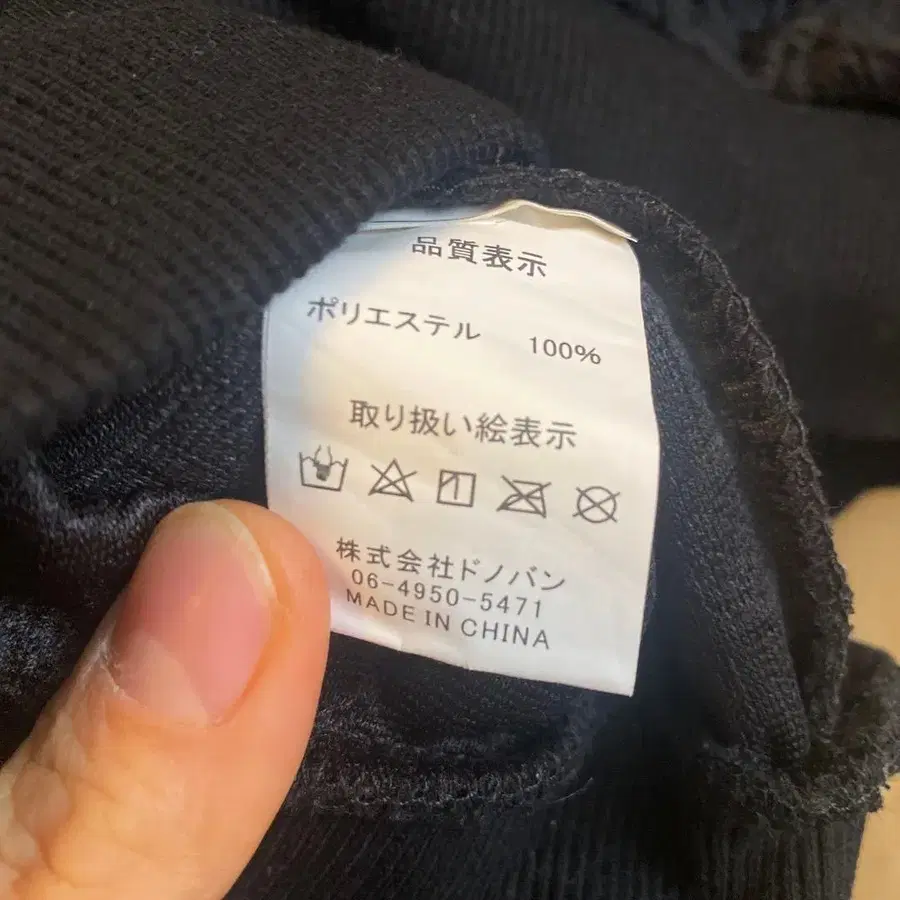 品質表示
ポリエステル 100%
取り扱い絵表示
株式会社ドノバン
06-4950-5471
MADE IN CHINA